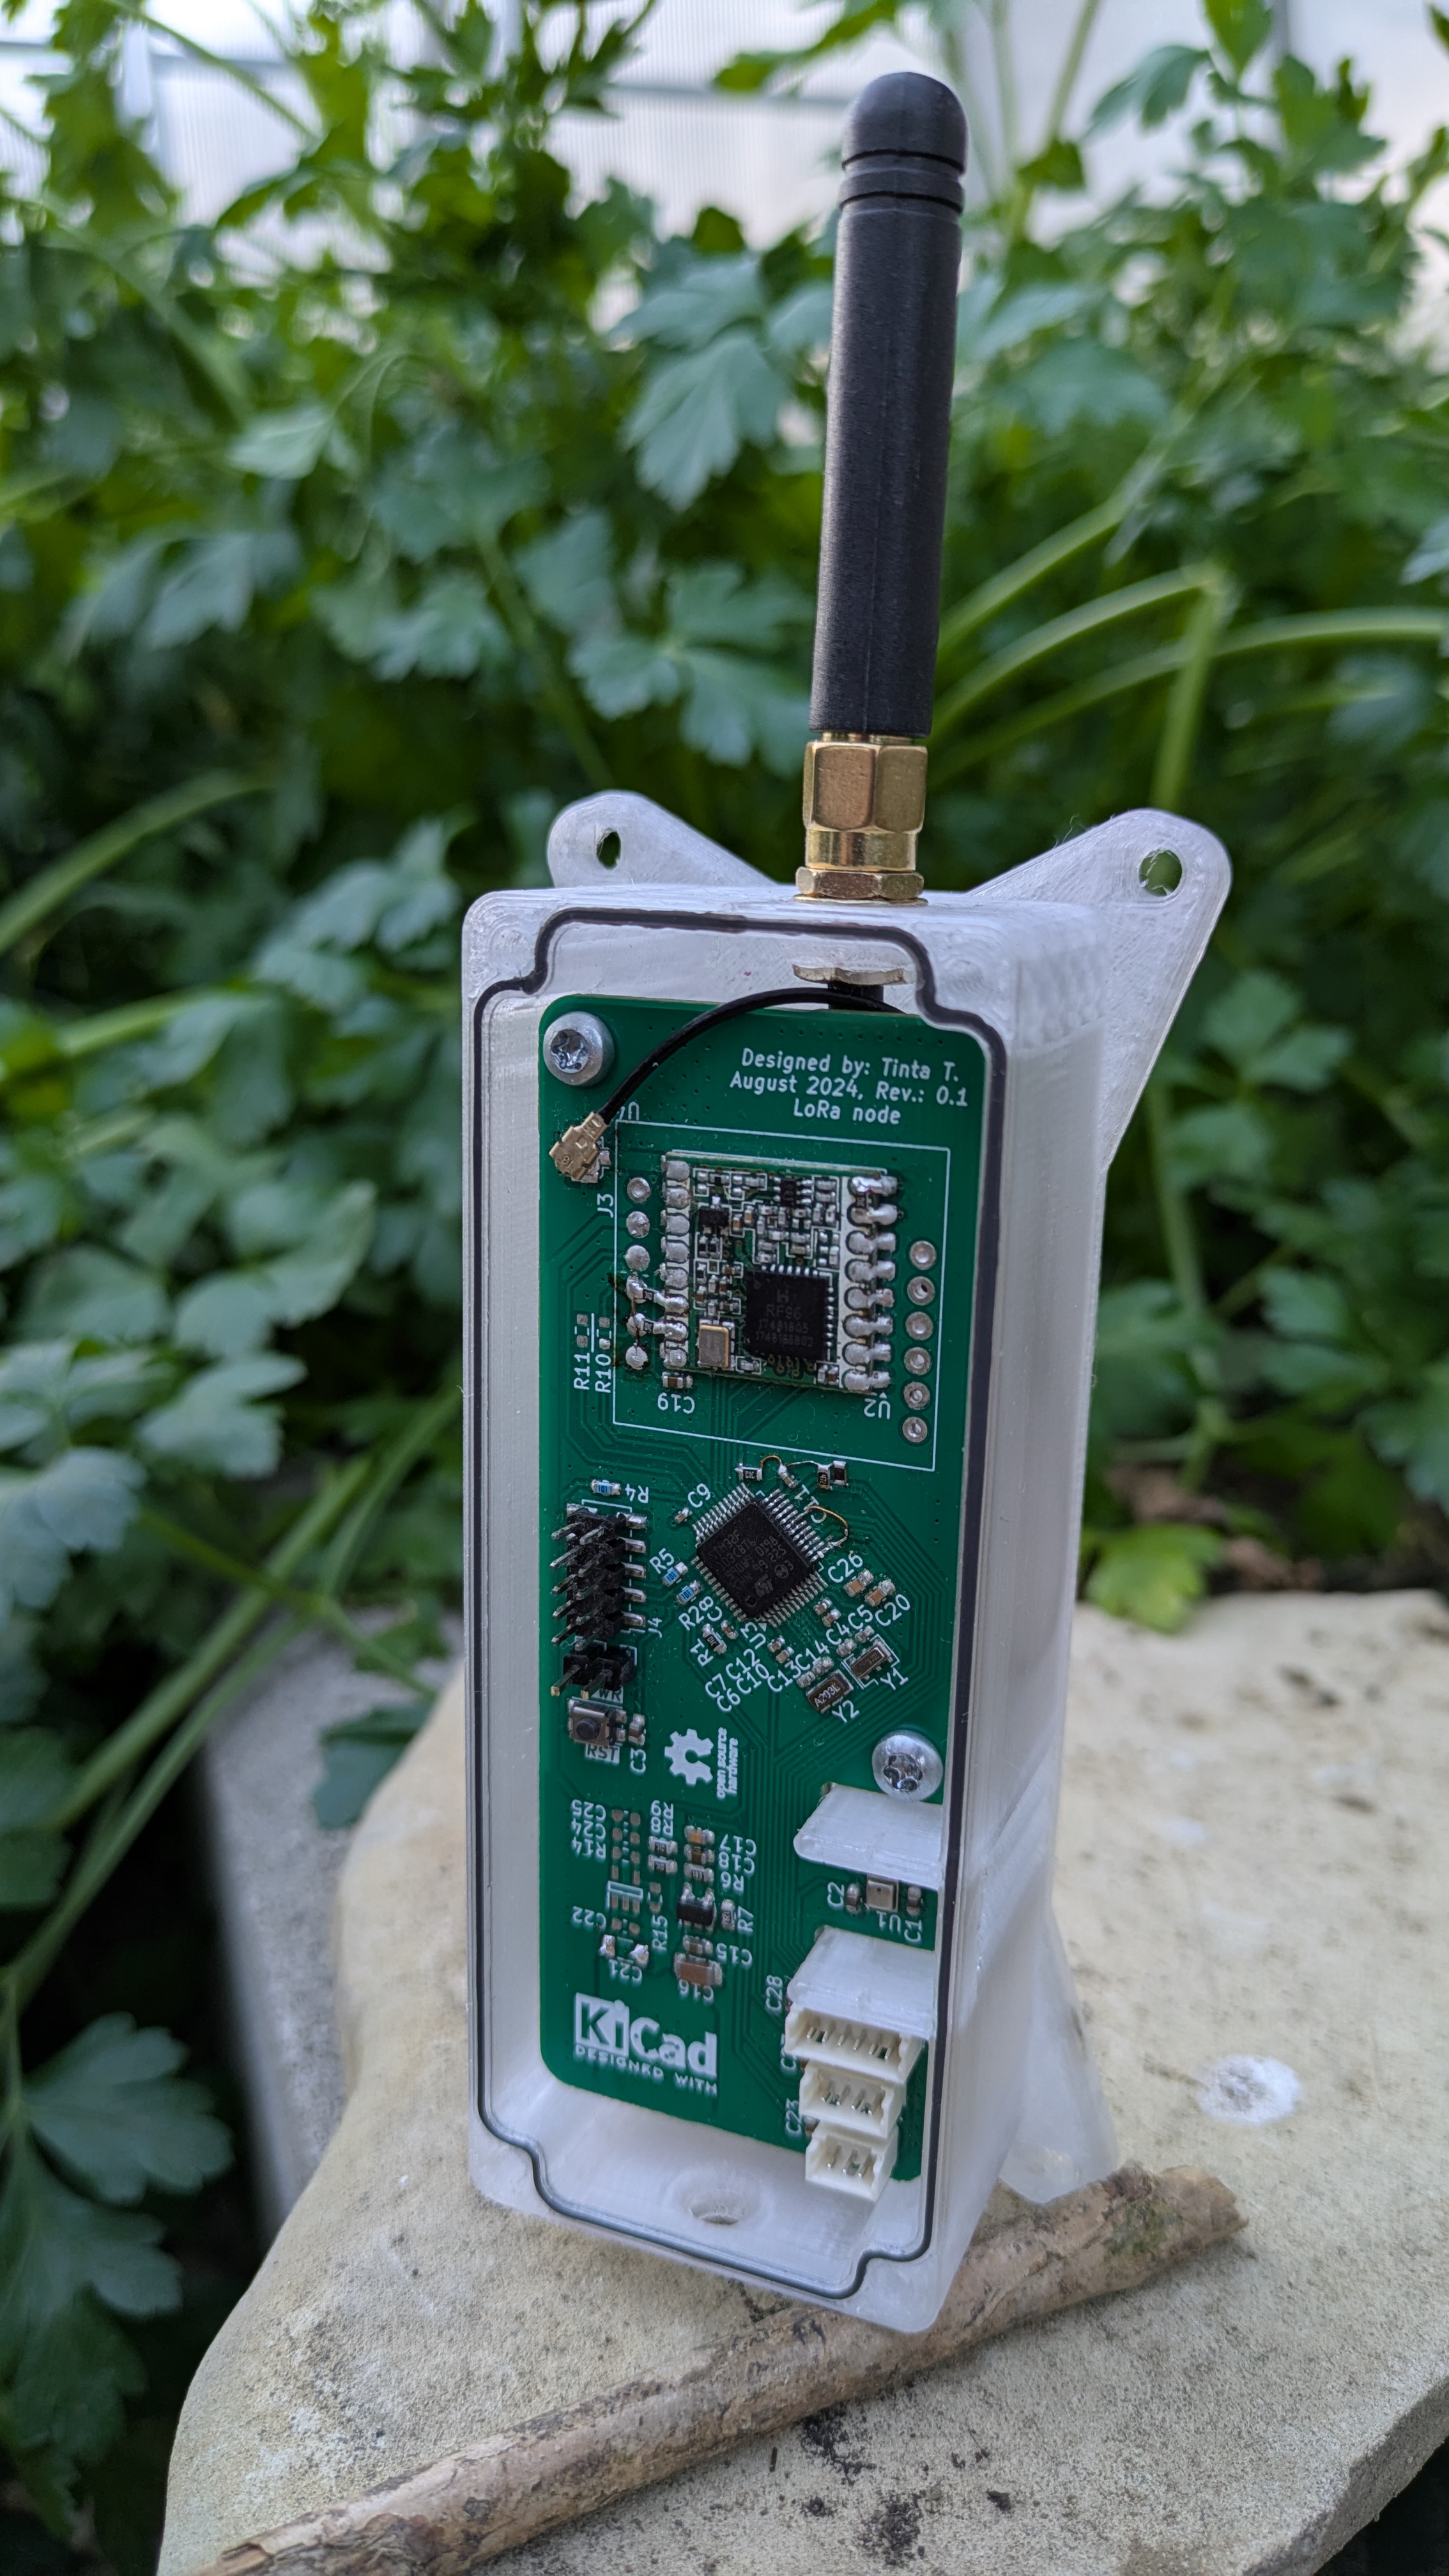 Designed by: Tinta T.
August 2024, Rev.: 0.1
LoRa node
J3
RF96
R11
R10
C19
U2
R4
C9
R5
C26
R28
C8
C20
C5
C4
J4
R1
U3
C12
C7
C10
C6
C14
C13
Y1
Y2
RST
C3
open source
hardware
C25
C24
R14
R9
R8
C17
C18
R6
C22
R15
R7
C21
C15
C16
C2
U1
C1
C28
C23
KiCad
DESIGNED WITH